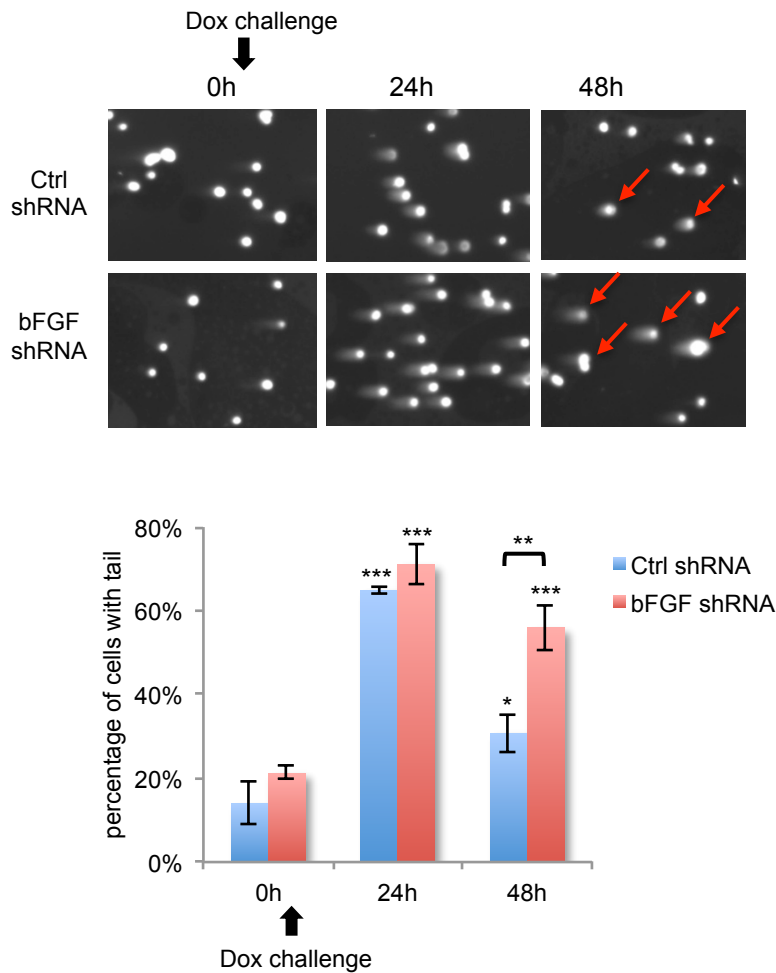 Dox challenge
0h 24h 48h
Ctrl
shRNA
bFGF
shRNA
percentage of cells with tail
80%
60%
40%
20%
0%
***
***
*
***
**
Ctrl shRNA
bFGF shRNA
0h 24h 48h
Dox challenge